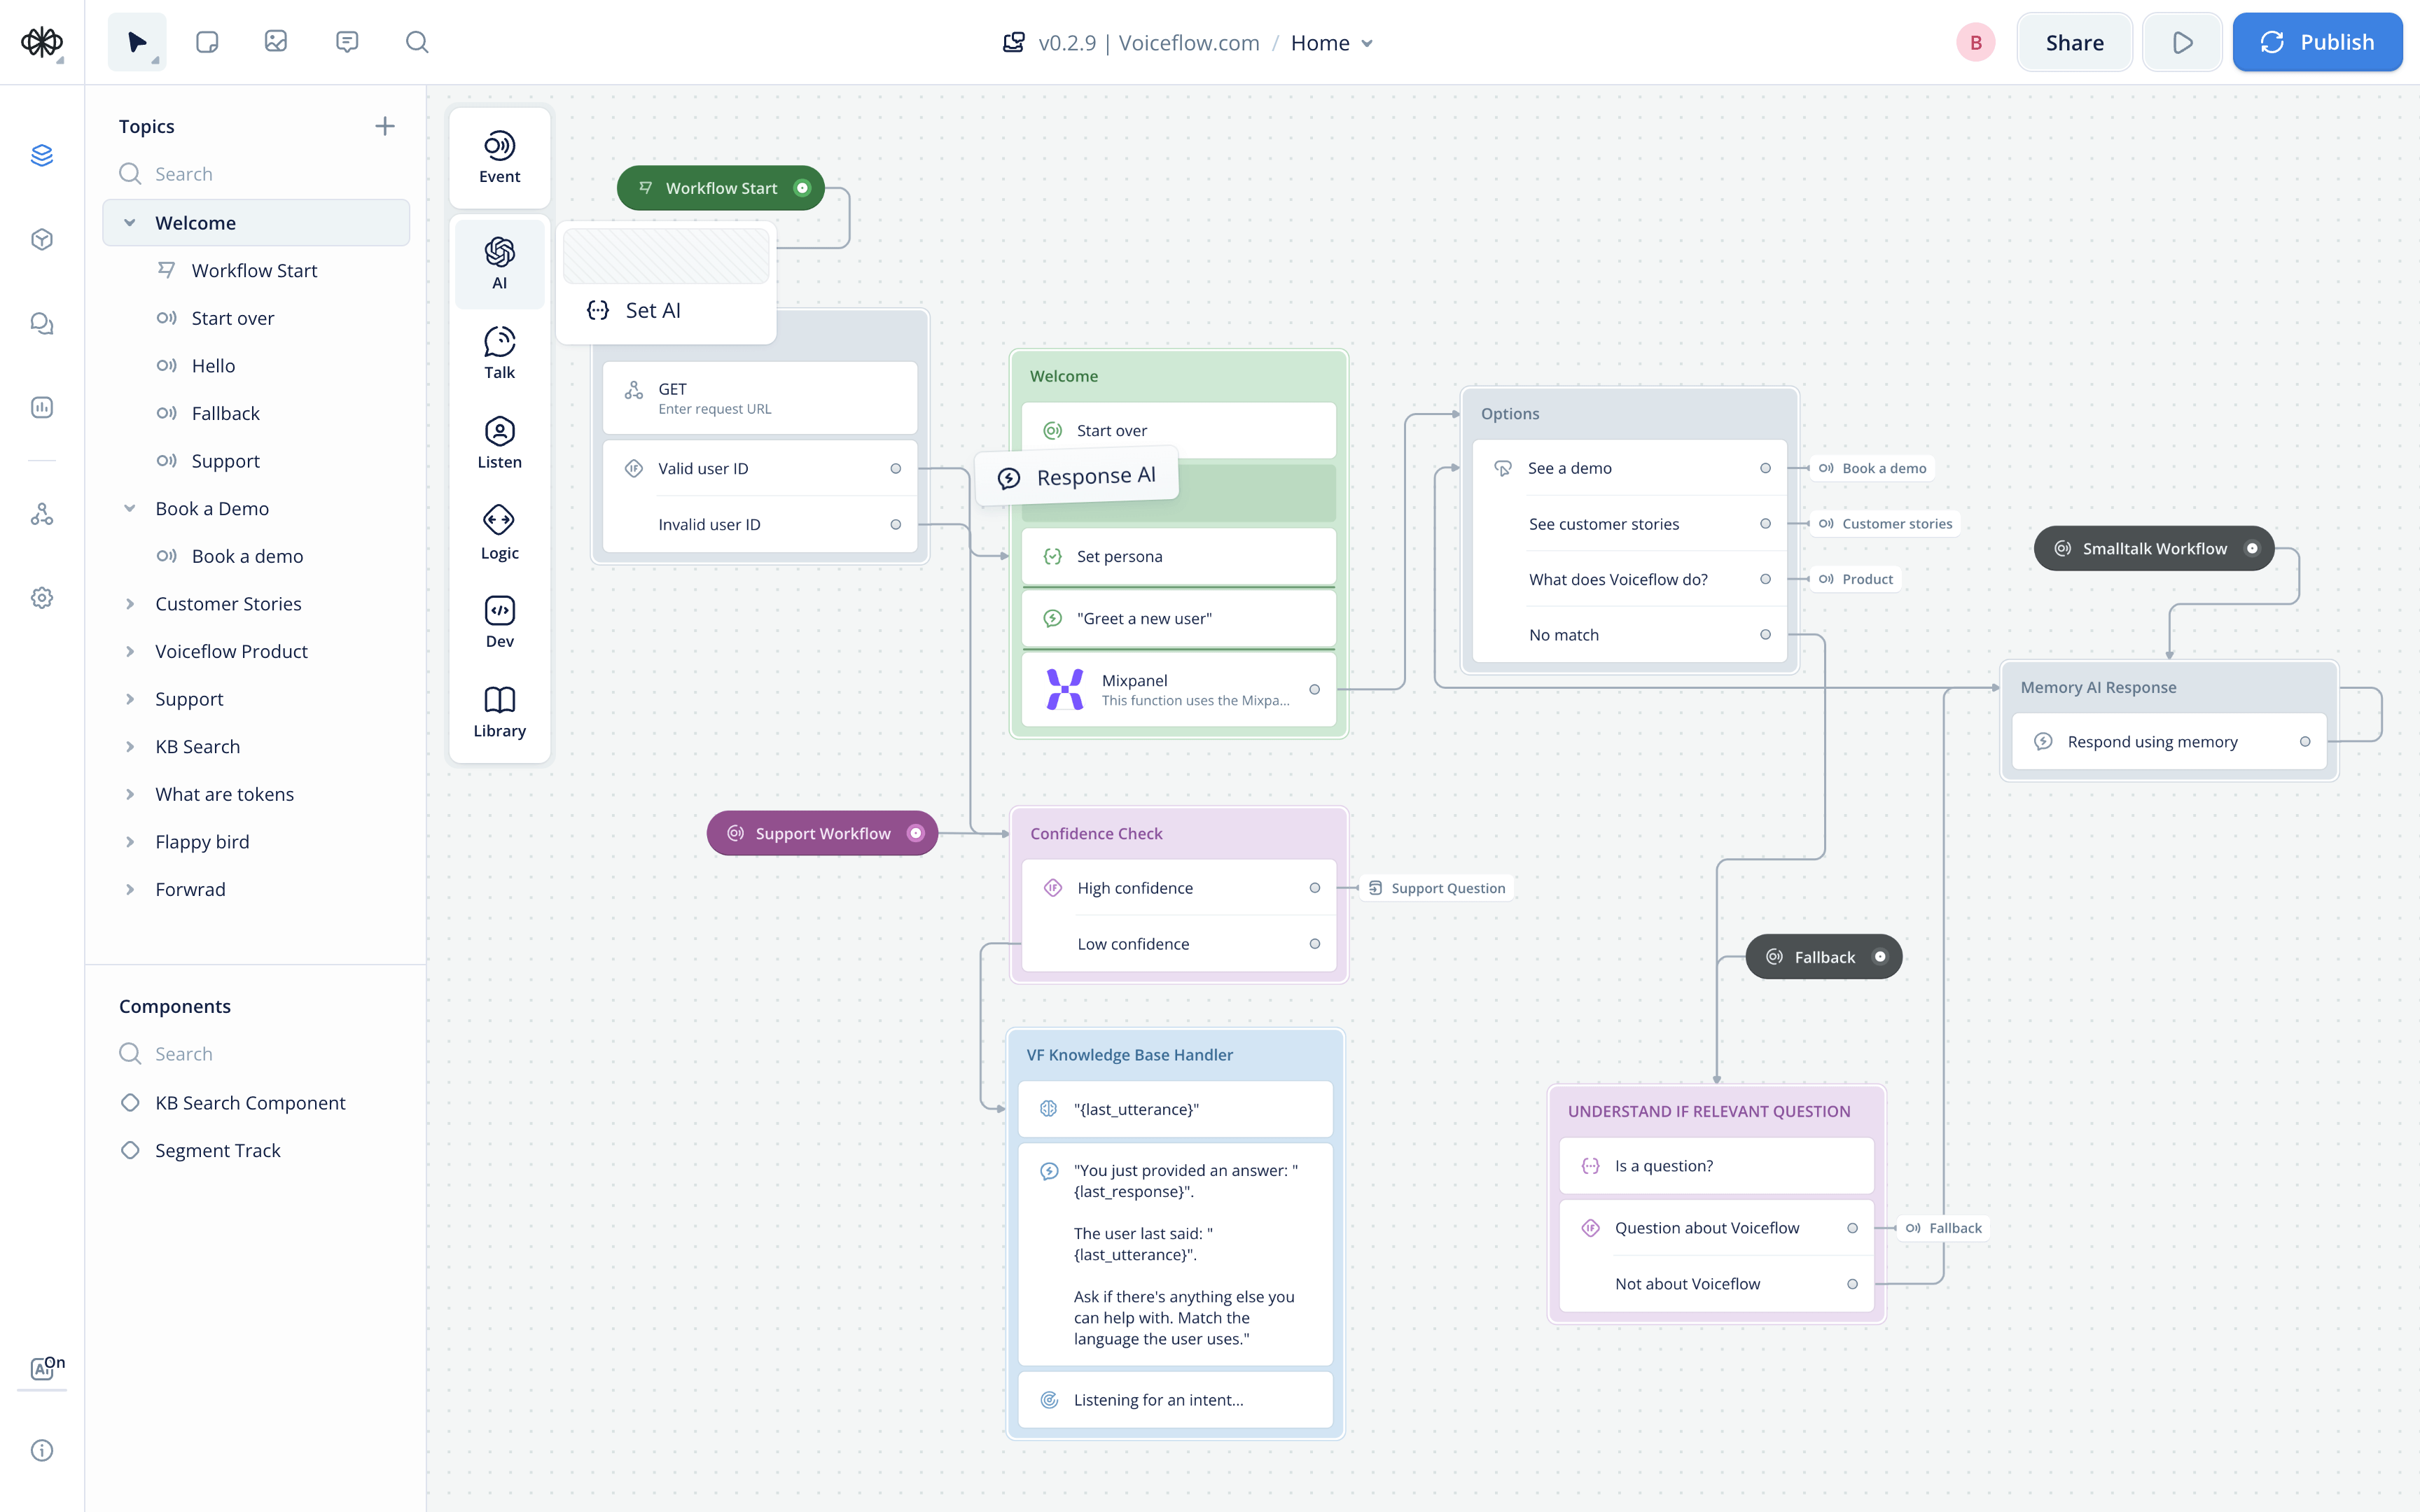 v0.2.9 | Voiceflow.com / Home
B
Share
Publish
Topics
Search
Welcome
Workflow Start
Start over
Hello
Fallback
Support
Book a Demo
Book a demo
Customer Stories
Voiceflow Product
Support
KB Search
What are tokens
Flappy bird
Forwrad
Components
Search
KB Search Component
Segment Track
AI On
Event
AI
Talk
Listen
Logic
Dev
Library
Set AI
Workflow Start
GET
Enter request URL
IF Valid user ID
Invalid user ID
Welcome
Start over
Response AI
Set persona
"Greet a new user"
Mixpanel
This function uses the Mixpa...
Options
See a demo
Book a demo
See customer stories
Customer stories
What does Voiceflow do?
Product
No match
Smalltalk Workflow
Memory AI Response
Respond using memory
Support Workflow
Confidence Check
IF High confidence
Support Question
Low confidence
Fallback
VF Knowledge Base Handler
"{last_utterance}"
"You just provided an answer: "
{last_response}".
The user last said: "
{last_utterance}".
Ask if there's anything else you
can help with. Match the
language the user uses."
Listening for an intent...
UNDERSTAND IF RELEVANT QUESTION
Is a question?
IF Question about Voiceflow
Fallback
Not about Voiceflow